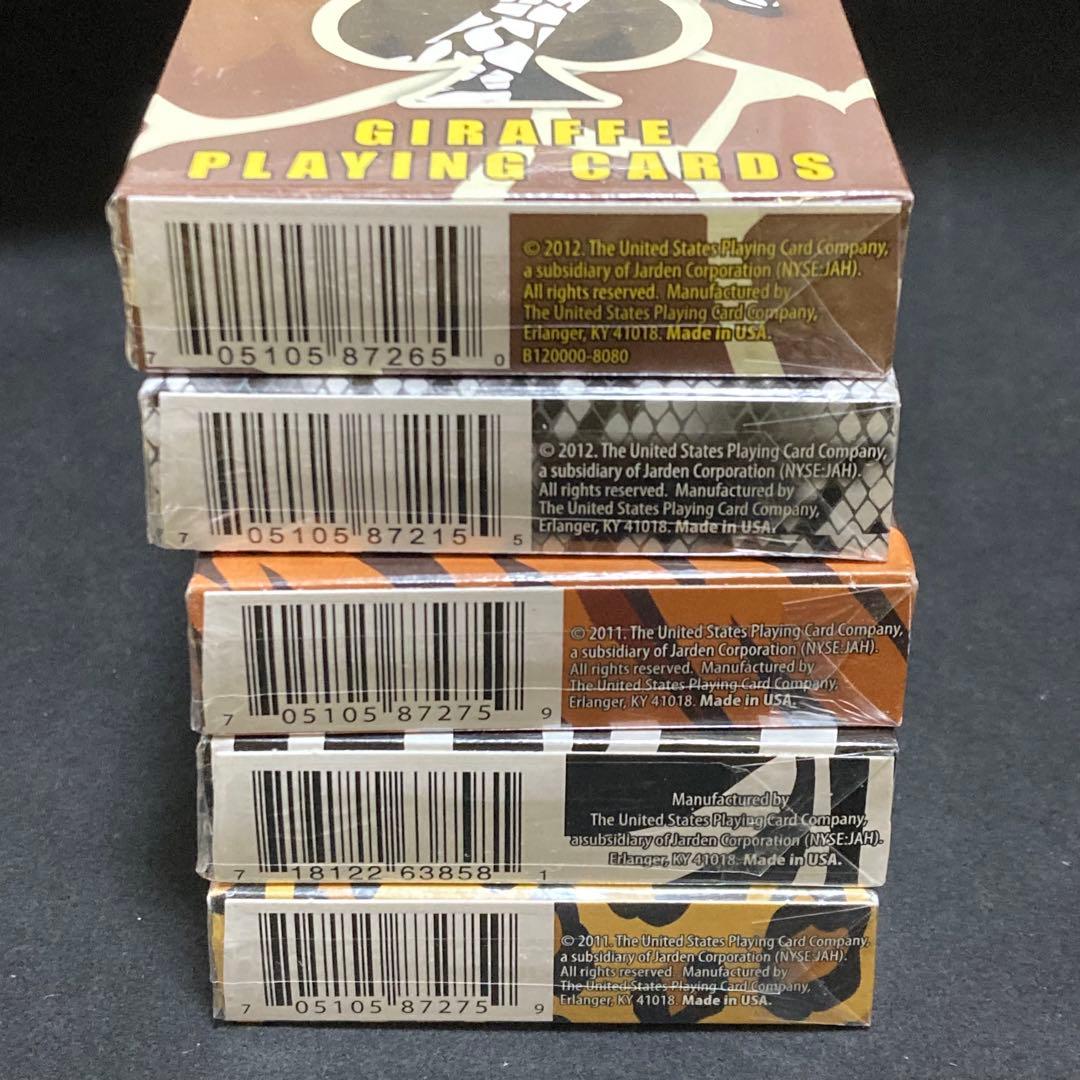 GIRAFFE
PLAYING CARDS
7 05105 87265 0
© 2012. The United States Playing Card Company,
a subsidiary of Jarden Corporation (NYSE:JAH).
All rights reserved. Manufactured by
The United States Playing Card Company,
Erlanger, KY 41018. Made in USA.
B120000-8080
7 05105 87215 5
© 2012. The United States Playing Card Company,
a subsidiary of Jarden Corporation (NYSE:JAH).
All rights reserved. Manufactured by
The United States Playing Card Company,
Erlanger, KY 41018. Made in USA.
7 05105 87275 9
© 2011. The United States Playing Card Company,
a subsidiary of Jarden Corporation (NYSE:JAH).
All rights reserved. Manufactured by
The United States Playing Card Company,
Erlanger, KY 41018. Made in USA.
7 18122 63858 1
Manufactured by
The United States Playing Card Company,
a subsidiary of Jarden Corporation (NYSE:JAH).
Erlanger, KY 41018. Made in USA.
7 05105 87275 9
© 2011. The United States Playing Card Company,
a subsidiary of Jarden Corporation (NYSE:JAH).
All rights reserved. Manufactured by
The United States Playing Card Company,
Erlanger, KY 41018. Made in USA.